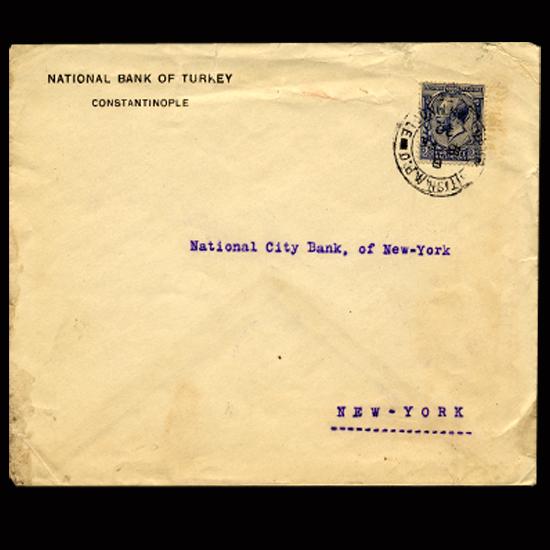 NATIONAL BANK OF TURKEY
CONSTANTINOPLE
National City Bank, of New-York
NEW-YORK